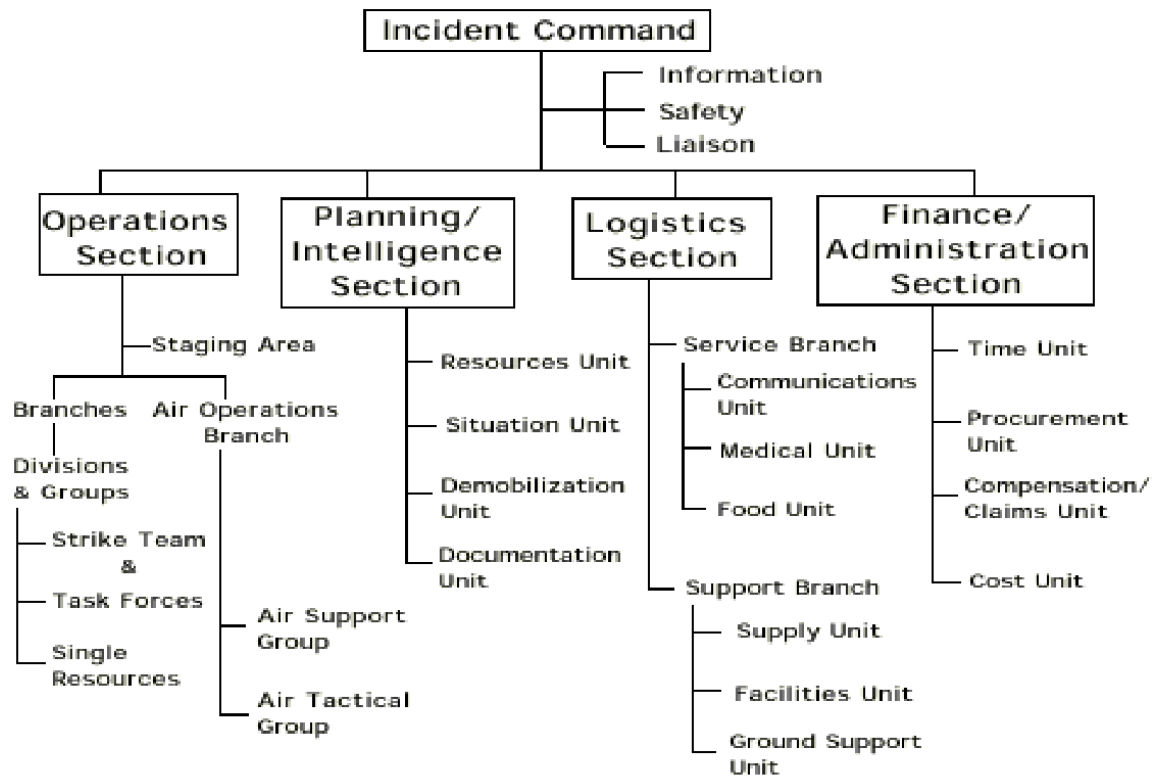 Incident Command
Information
Safety
Liaison
Operations
Section
Planning/
Intelligence
Section
Logistics
Section
Finance/
Administration
Section
Staging Area
Branches
Air Operations
Branch
Divisions
& Groups
Strike Team
&
Task Forces
Single
Resources
Air Support
Group
Air Tactical
Group
Resources Unit
Situation Unit
Demobilization
Unit
Documentation
Unit
Service Branch
Communications
Unit
Medical Unit
Food Unit
Support Branch
Supply Unit
Facilities Unit
Ground Support
Unit
Time Unit
Procurement
Unit
Compensation/
Claims Unit
Cost Unit